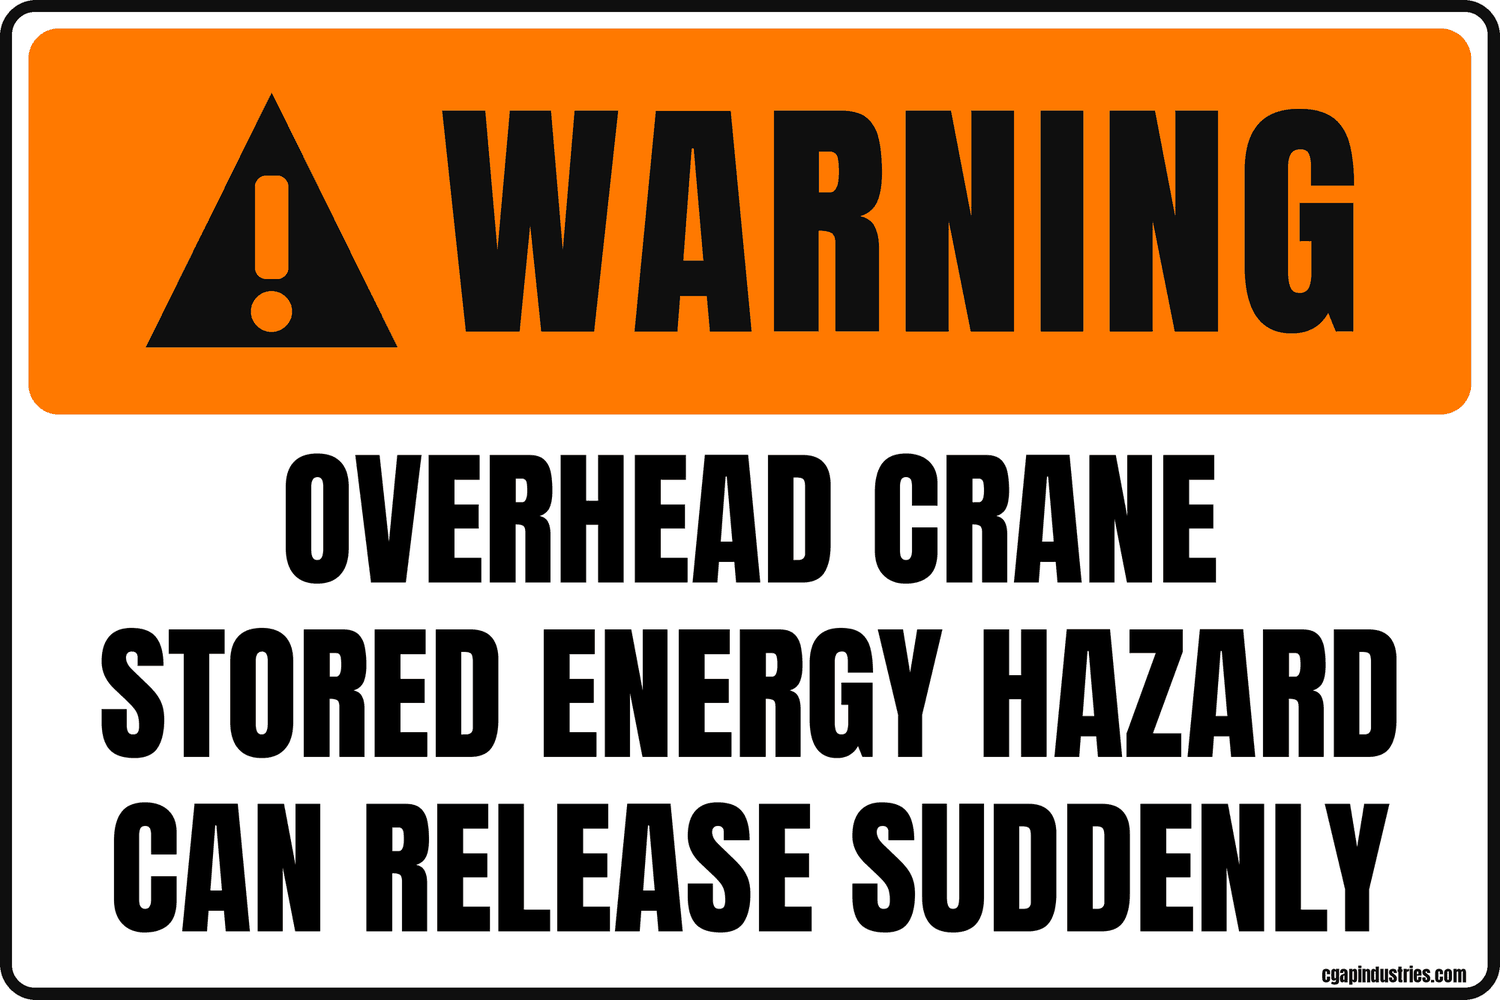 WARNING
OVERHEAD CRANE
STORED ENERGY HAZARD
CAN RELEASE SUDDENLY
cgapindustries.com